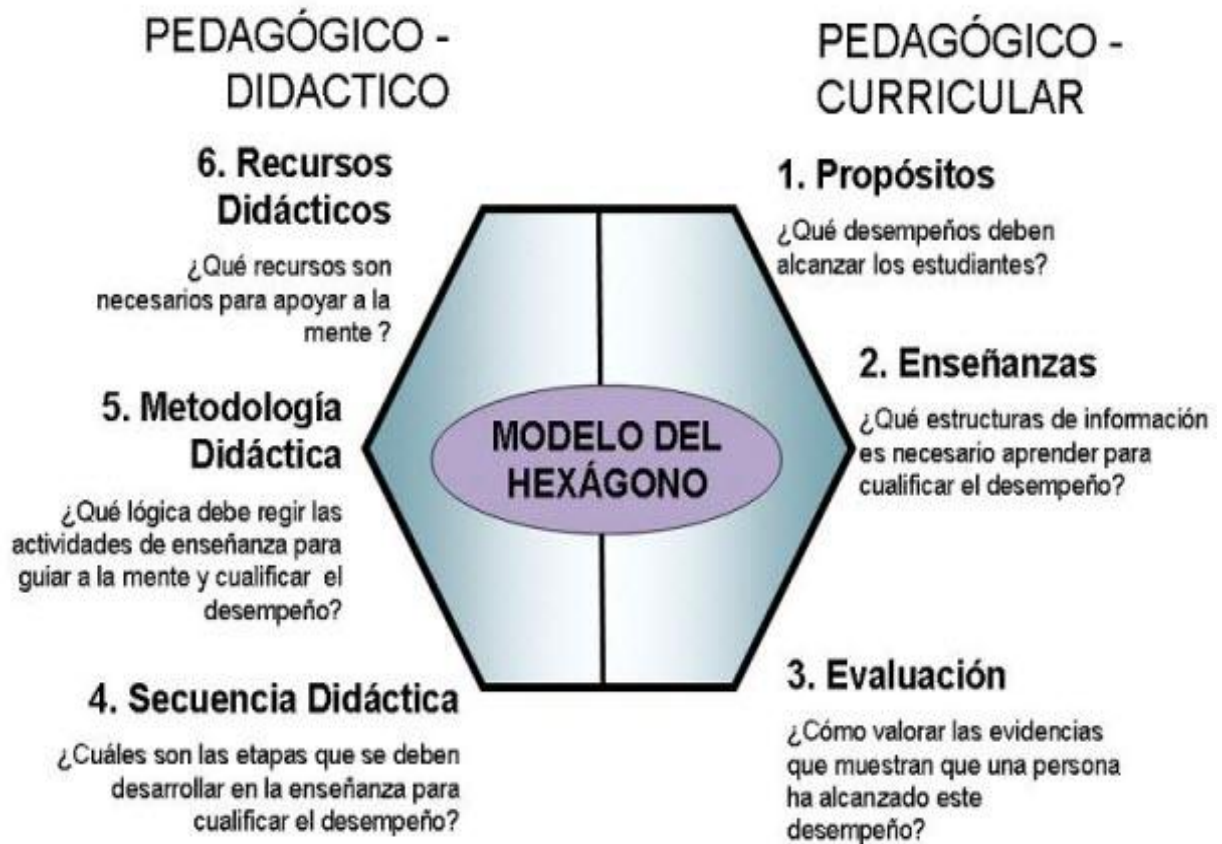 PEDAGÓGICO -
DIDACTICO
6. Recursos
Didácticos
¿Qué recursos son
necesarios para apoyar a la
mente ?
5. Metodología
Didáctica
¿Qué lógica debe regir las
actividades de enseñanza para
guiar a la mente y cualificar el
desempeño?
4. Secuencia Didáctica
¿Cuáles son las etapas que se deben
desarrollar en la enseñanza para
cualificar el desempeño?
MODELO DEL
HEXÁGONO
PEDAGÓGICO -
CURRICULAR
1. Propósitos
¿Qué desempeños deben
alcanzar los estudiantes?
2. Enseñanzas
¿Qué estructuras de información
es necesario aprender para
cualificar el desempeño?
3. Evaluación
¿Cómo valorar las evidencias
que muestran que una persona
ha alcanzado este
desempeño?